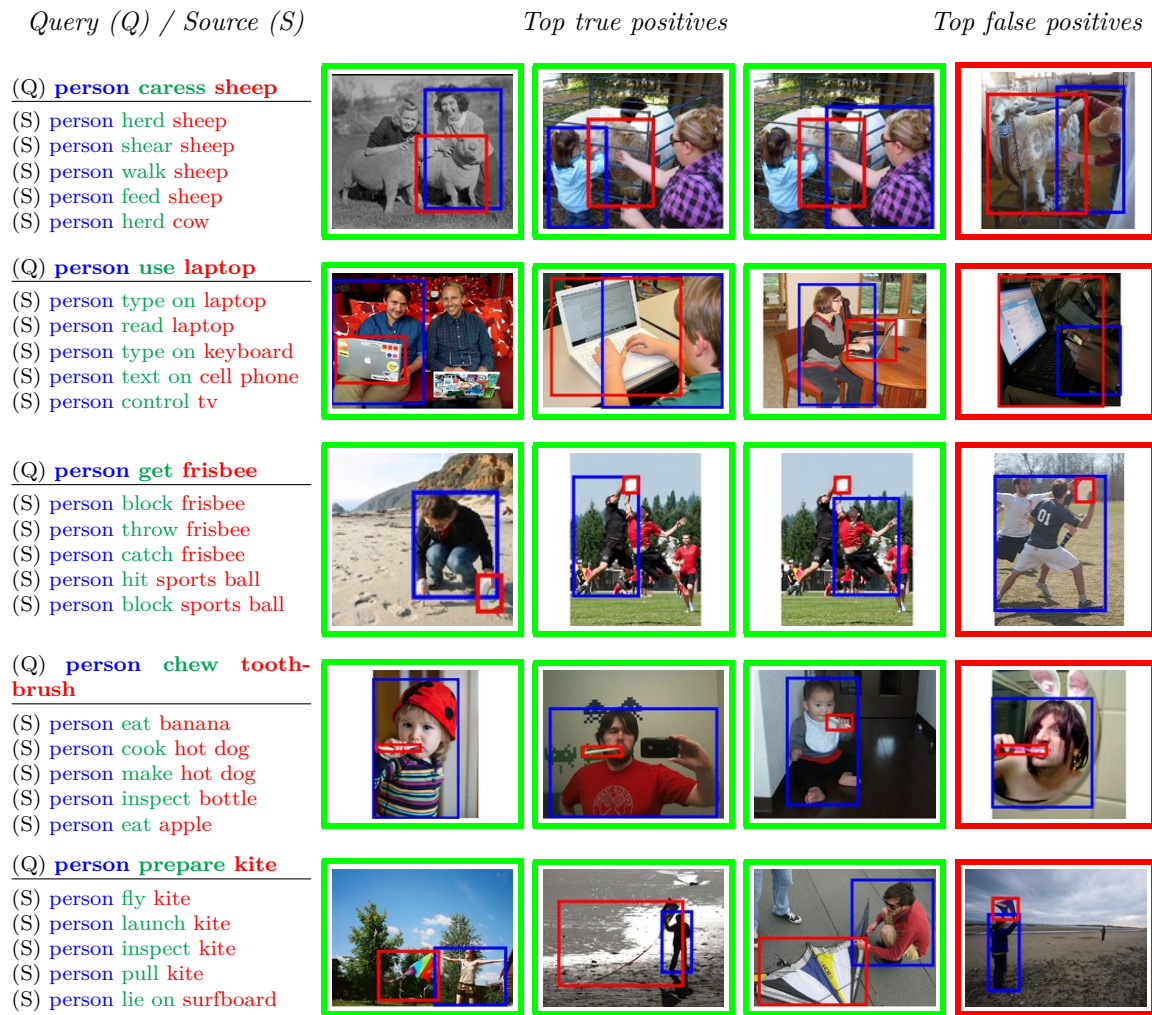 Query (Q) / Source (S)
Top true positives
Top false positives
(Q) person caress sheep
(S) person herd sheep
(S) person shear sheep
(S) person walk sheep
(S) person feed sheep
(S) person herd cow
(Q) person use laptop
(S) person type on laptop
(S) person read laptop
(S) person type on keyboard
(S) person text on cell phone
(S) person control tv
(Q) person get frisbee
(S) person block frisbee
(S) person throw frisbee
(S) person catch frisbee
(S) person hit sports ball
(S) person block sports ball
01
(Q) person chew tooth-
brush
(S) person eat banana
(S) person cook hot dog
(S) person make hot dog
(S) person inspect bottle
(S) person eat apple
(Q) person prepare kite
(S) person fly kite
(S) person launch kite
(S) person inspect kite
(S) person pull kite
(S) person lie on surfboard